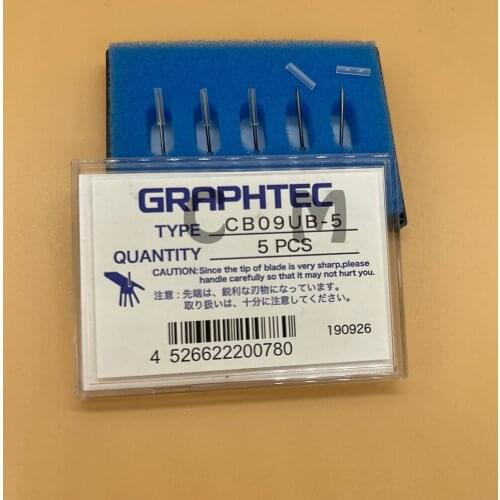 GRAPHTEC
TYPE CB09UB-5
QUANTITY 5 PCS
CAUTION:Since the tip of blade is very sharp,please
handle carefully so that it may not hurt you.
注意:先端は、鋭利な刃物になっています。
取り扱いは、十分に注意してください。
4 526622200780
190926